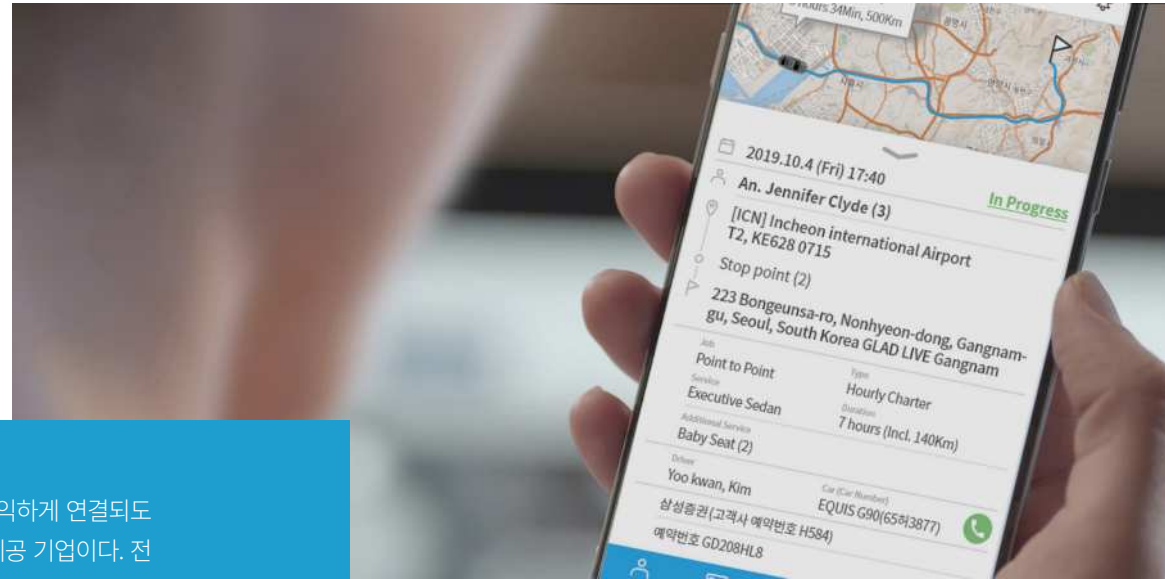 34Min, 500Km
2019.10.4 (Fri) 17:40
An. Jennifer Clyde (3)
In Progress
[ICN] Incheon international Airport
T2, KE628 0715
Stop point (2)
223 Bongeunsa-ro, Nonhyeon-dong, Gangnam-
gu, Seoul, South Korea GLAD LIVE Gangnam
Job
Type
Point to Point
Hourly Charter
Service
Duration
Executive Sedan
7 hours (Incl. 140Km)
Additional Service
Baby Seat (2)
Driver
Car (Car Number)
Yoo kwan, Kim
EQUIS G90(65허3877)
삼성증권(고객사 예약번호 H584)
예약번호 GD208HL8
익하게 연결되도
공 기업이다. 전